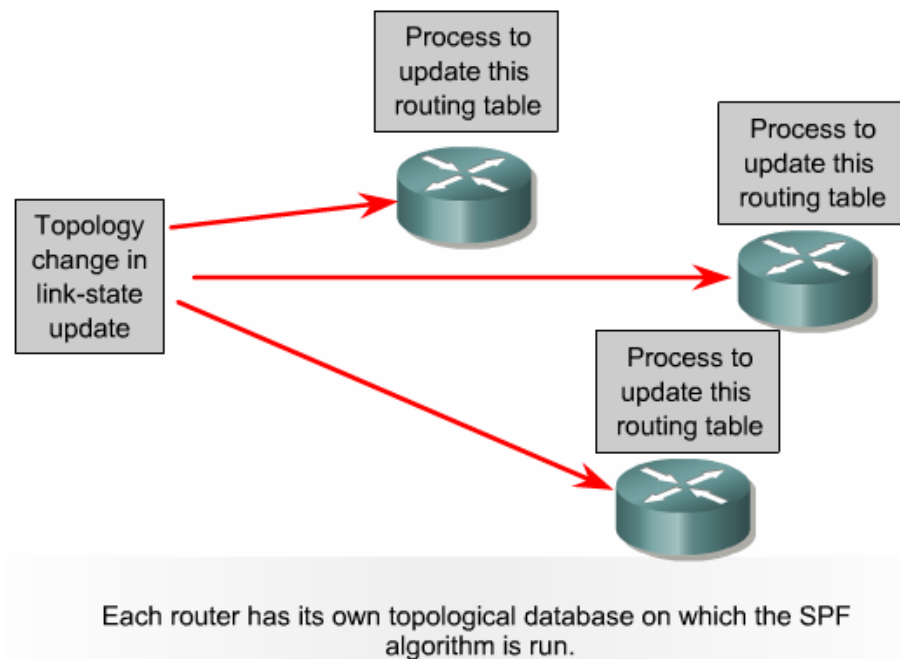 Process to
update this
routing table
Process to
update this
routing table
Topology
change in
link-state
update
Process to
update this
routing table
Each router has its own topological database on which the SPF
algorithm is run.